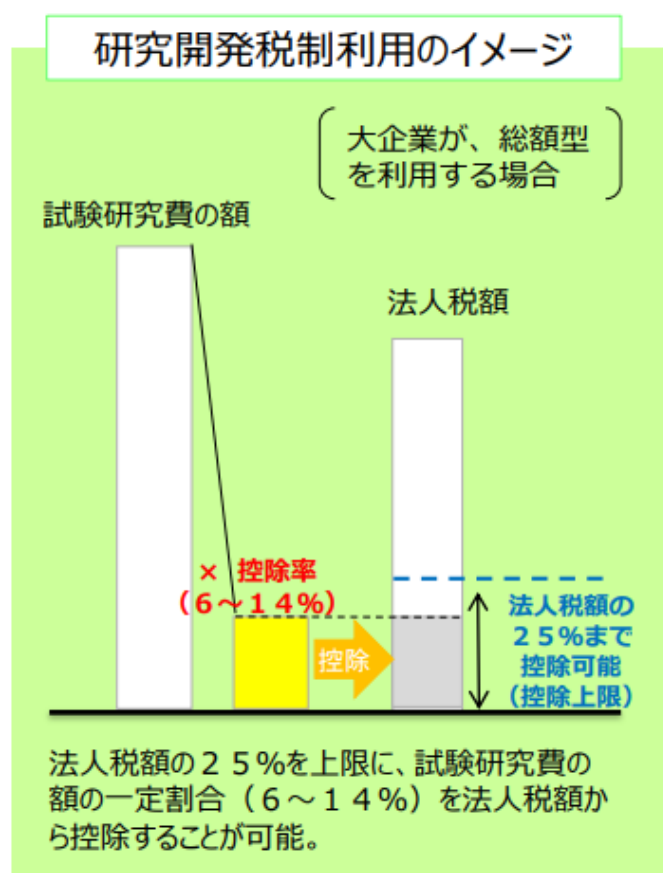 研究開発税制利用のイメージ
大企業が、総額型
を利用する場合
試験研究費の額
法人税額
× 控除率
（６～１４%）
控除
法人税額の
２５%まで
控除可能
（控除上限）
法人税額の２５%を上限に、試験研究費の
額の一定割合（６～１４%）を法人税額か
ら控除することが可能。